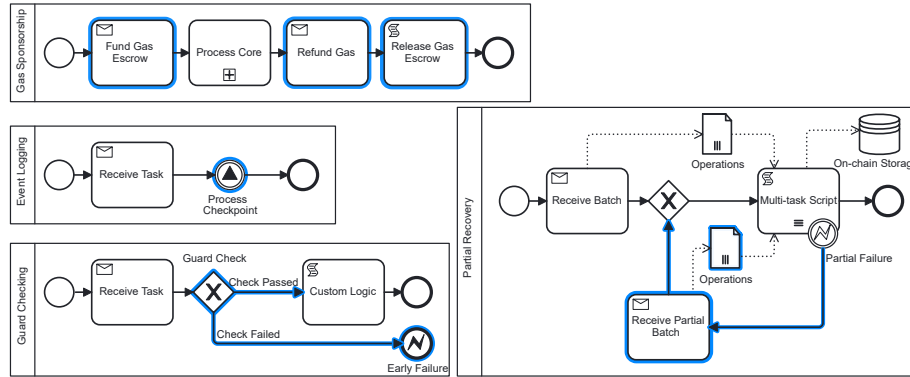 Gas Sponsorship
Fund Gas
Escrow
Process Core
Refund Gas
Release Gas
Escrow
Event Logging
Receive Task
Process
Checkpoint
Guard Checking
Receive Task
Guard Check
Check Passed
Custom Logic
Check Failed
Early Failure
Partial Recovery
Receive Batch
Operations
Multi-task Script
On-chain Storag
Partial Failure
Operations
Receive Partial
Batch